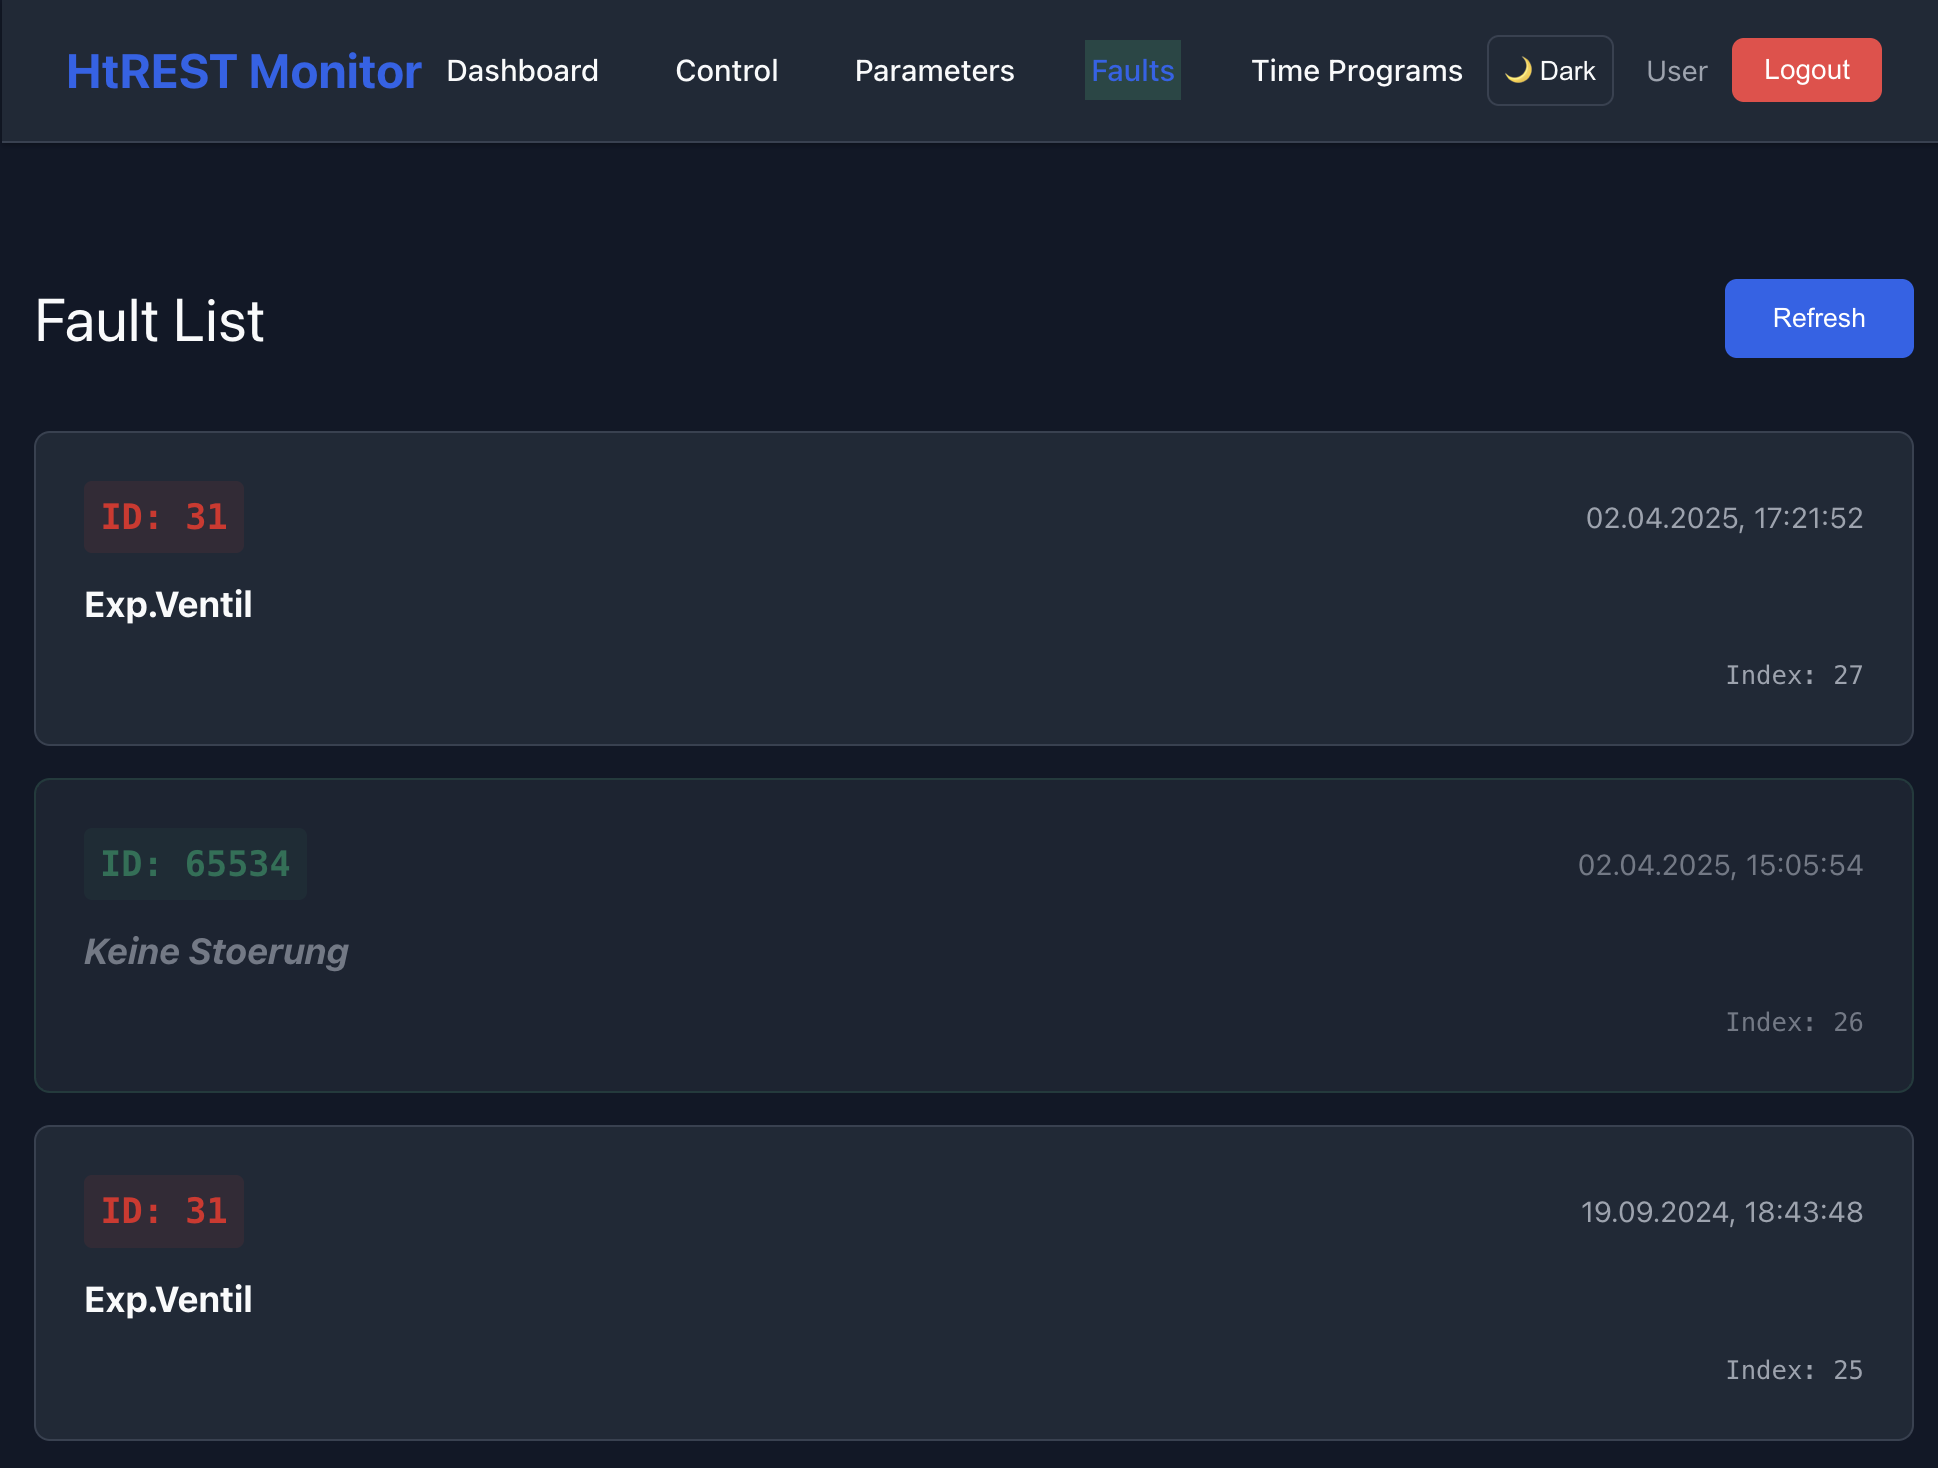 HtREST Monitor Dashboard Control Parameters Faults Time Programs 🌙 Dark User Logout
Fault List Refresh
ID: 31 02.04.2025, 17:21:52
Exp.Ventil
Index: 27
ID: 65534 02.04.2025, 15:05:54
Keine Stoerung
Index: 26
ID: 31 19.09.2024, 18:43:48
Exp.Ventil
Index: 25